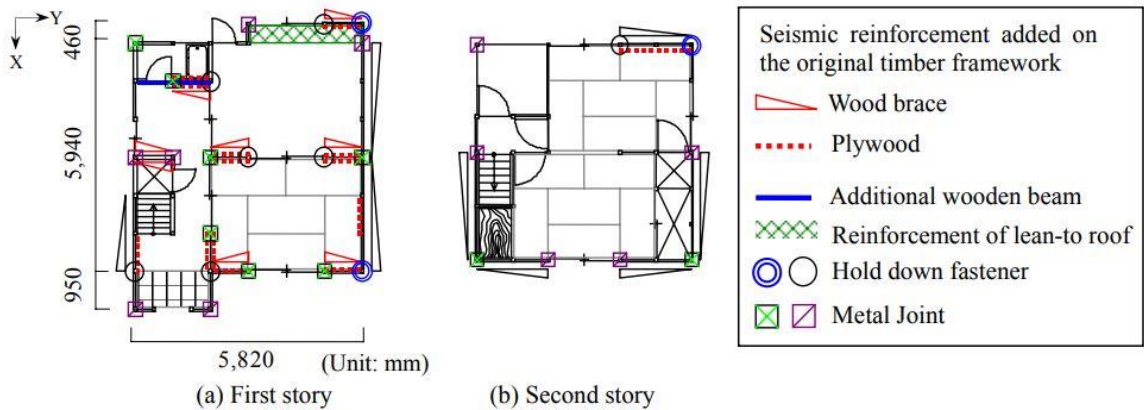 Y
X
460
5,940
950
5,820
(Unit: mm)
(a) First story
(b) Second story
Seismic reinforcement added on
the original timber framework
Wood brace
Plywood
Additional wooden beam
Reinforcement of lean-to roof
Hold down fastener
Metal Joint